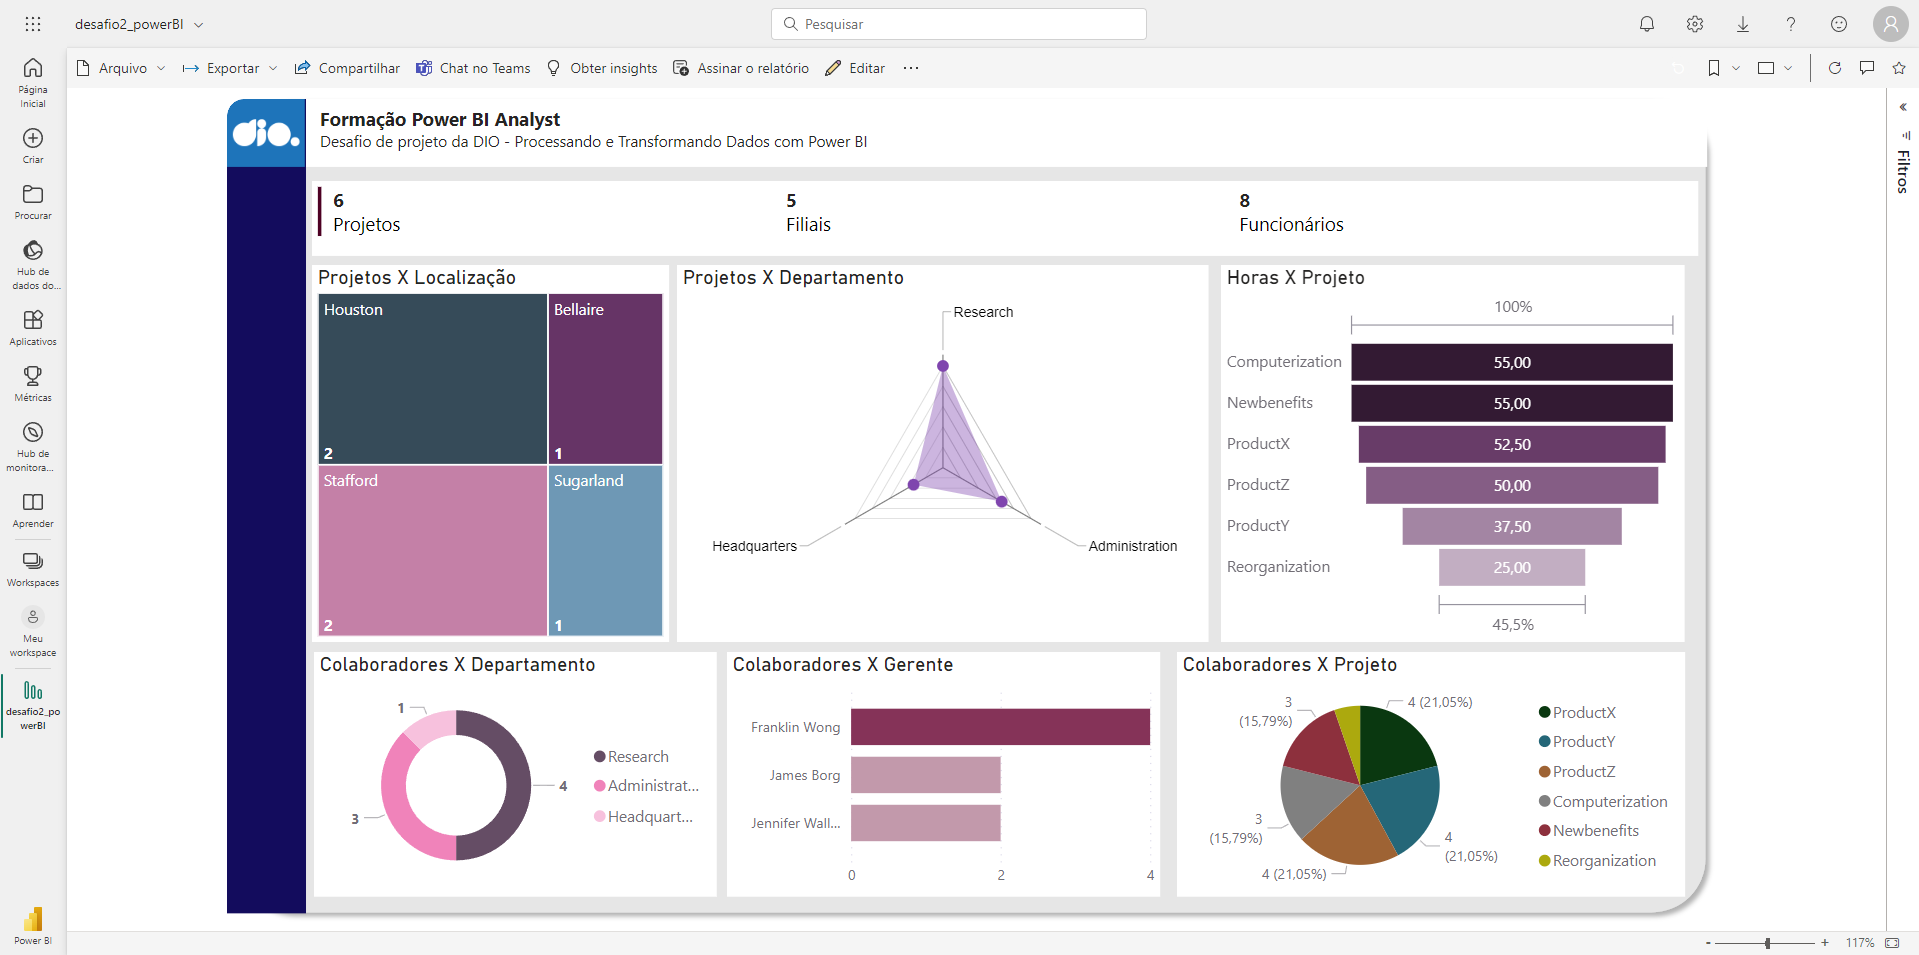 desafio2_powerBI
Pesquisar
Arquivo
Exportar
Compartilhar
Chat no Teams
Obter insights
Assinar o relatório
Editar
Página
Inicial
Criar
Procurar
Hub de
dados do...
Aplicativos
Métricas
Hub de
monitora...
Aprender
Workspaces
Meu
workspace
desafio2_po
werBI
Power BI
dio.
Formação Power BI Analyst
Desafio de projeto da DIO - Processando e Transformando Dados com Power BI
6
Projetos
5
Filiais
8
Funcionários
Projetos X Localização
Houston
2
Bellaire
1
Stafford
2
Sugarland
1
Projetos X Departamento
Research
Headquarters
Administration
Horas X Projeto
100%
Computerization
55,00
Newbenefits
55,00
ProductX
52,50
ProductZ
50,00
ProductY
37,50
Reorganization
25,00
45,5%
Colaboradores X Departamento
1
4
3
Research
Administrat...
Headquart...
Colaboradores X Gerente
Franklin Wong
James Borg
Jennifer Wall...
0
2
4
Colaboradores X Projeto
3
(15,79%)
4 (21,05%)
3
(15,79%)
4
(21,05%)
4 (21,05%)
ProductX
ProductY
ProductZ
Computerization
Newbenefits
Reorganization
Filtros
- + 117%